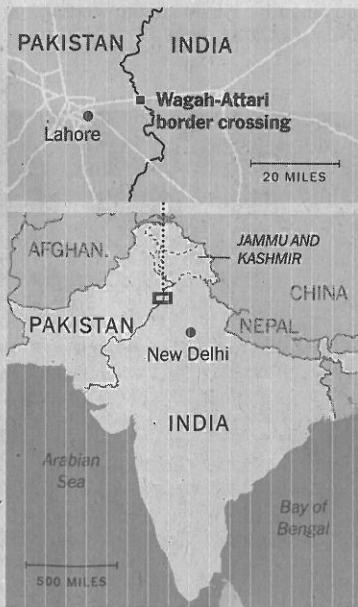 PAKISTAN
INDIA
Wagah-Attari
border crossing
Lahore
20 MILES
AFGHAN.
JAMMU AND
KASHMIR
CHINA
PAKISTAN
NEPAL
New Delhi
INDIA
Arabian
Sea
Bay of
Bengal
500 MILES